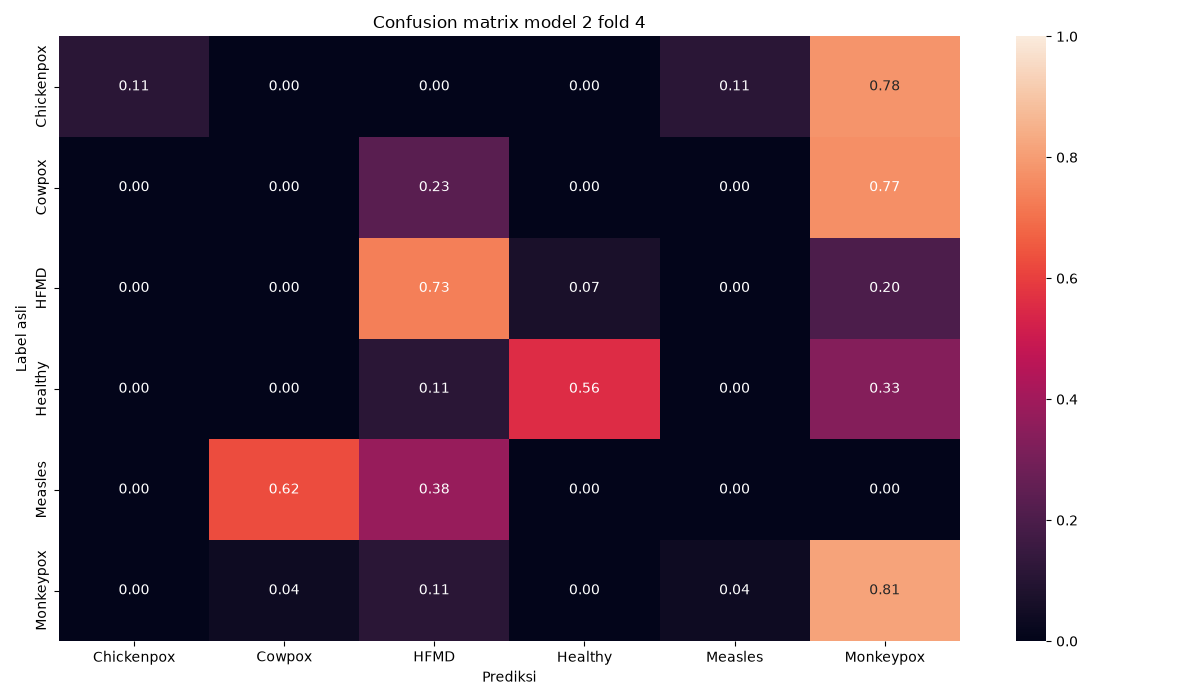 Confusion matrix model 2 fold 4
Label asli
Chickenpox 0.11 0.00 0.00 0.00 0.11 0.78
Cowpox 0.00 0.00 0.23 0.00 0.00 0.77
HFMD 0.00 0.00 0.73 0.07 0.00 0.20
Healthy 0.00 0.00 0.11 0.56 0.00 0.33
Measles 0.00 0.62 0.38 0.00 0.00 0.00
Monkeypox 0.00 0.04 0.11 0.00 0.04 0.81
Chickenpox Cowpox HFMD Healthy Measles Monkeypox
Prediksi
1.0
0.8
0.6
0.4
0.2
0.0